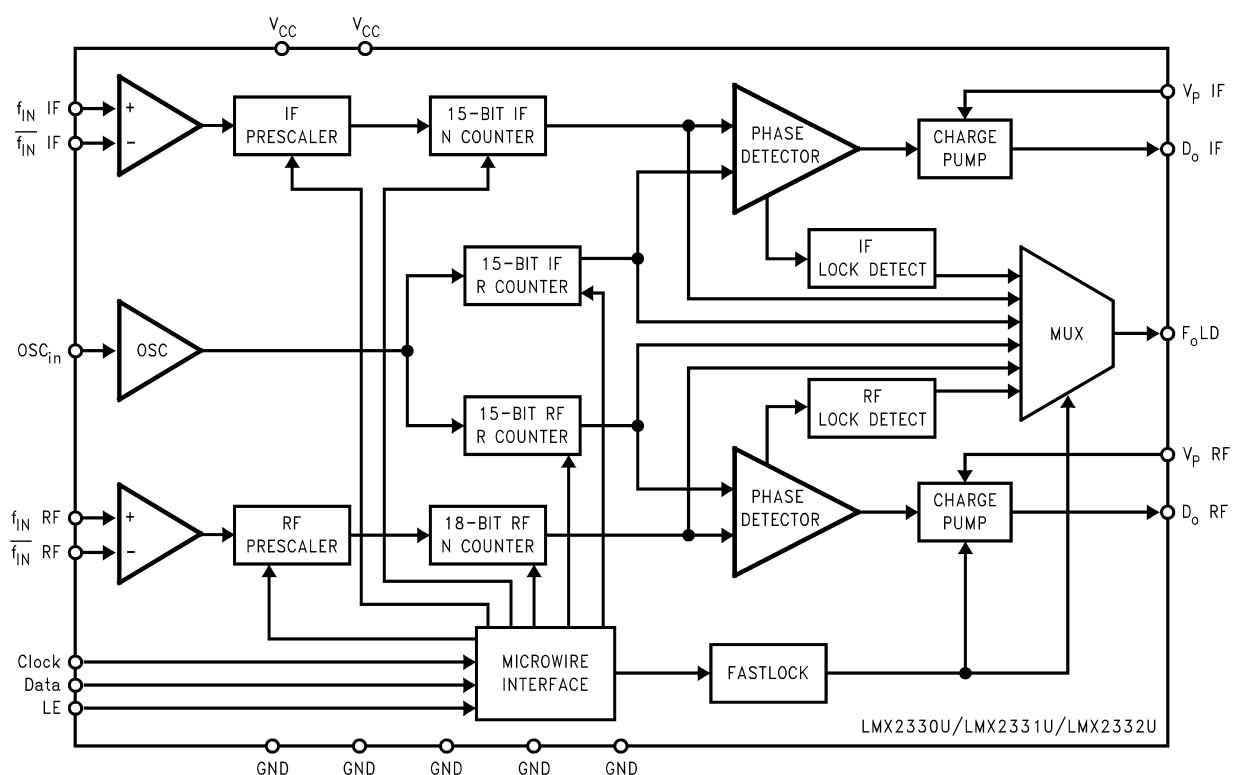 V_CC
V_CC
f_IN IF
f_IN IF
+
−
IF
PRESCALER
15-BIT IF
N COUNTER
PHASE
DETECTOR
CHARGE
PUMP
V_P IF
D_o IF
IF
LOCK DETECT
15-BIT IF
R COUNTER
OSC_in
OSC
MUX
F_oLD
15-BIT RF
R COUNTER
RF
LOCK DETECT
V_P RF
f_IN RF
f_IN RF
+
−
RF
PRESCALER
18-BIT RF
N COUNTER
PHASE
DETECTOR
CHARGE
PUMP
D_o RF
Clock
Data
LE
MICROWIRE
INTERFACE
FASTLOCK
LMX2330U/LMX2331U/LMX2332U
GND
GND
GND
GND
GND